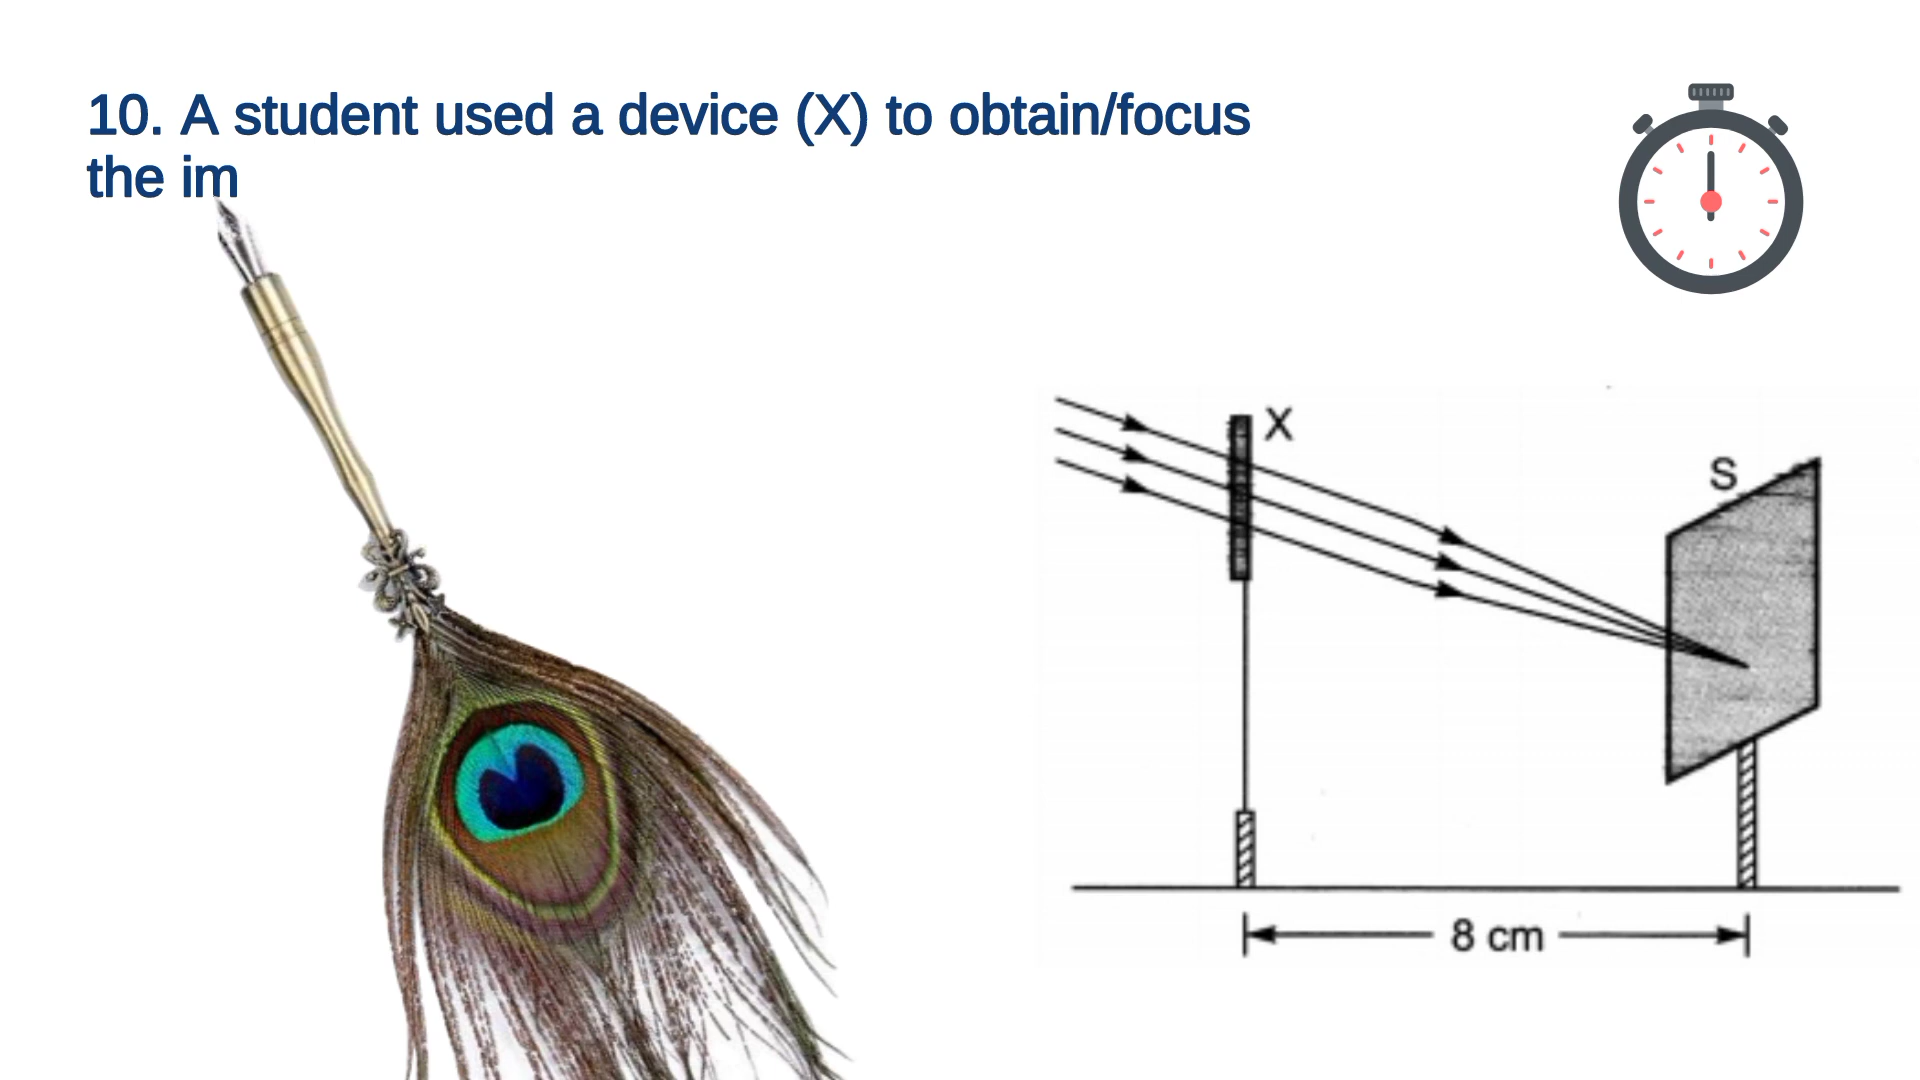 10. A student used a device (X) to obtain/focus
the im
X
S
8 cm